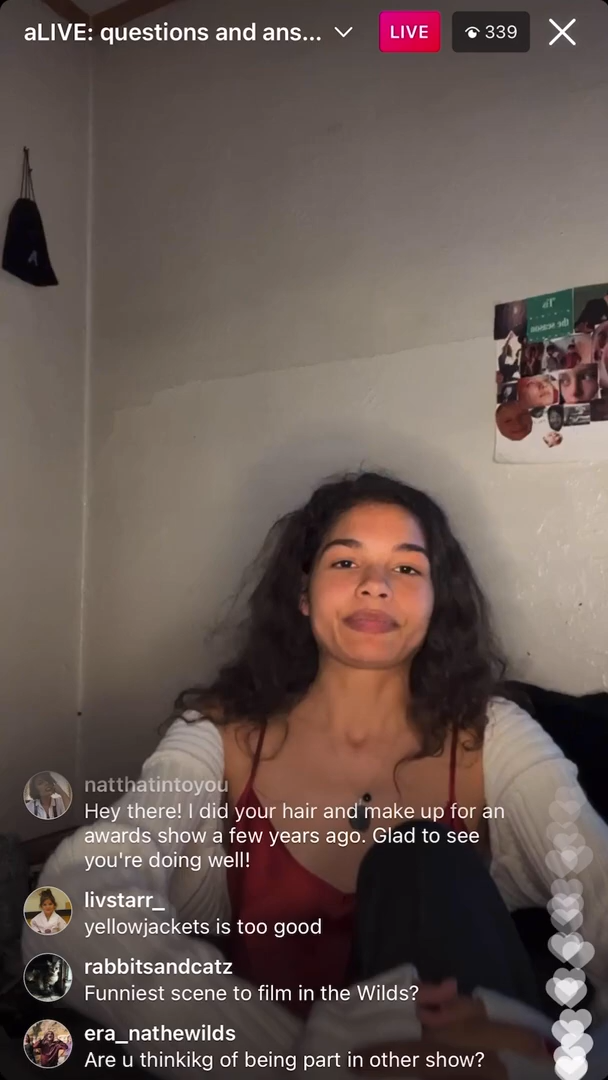 aLIVE: questions and ans...
LIVE
339
natthatintoyou
Hey there! I did your hair and make up for an
awards show a few years ago. Glad to see
you're doing well!
livstarr_
yellowjackets is too good
rabbitsandcatz
Funniest scene to film in the Wilds?
era_nathewilds
Are u thinkikg of being part in other show?